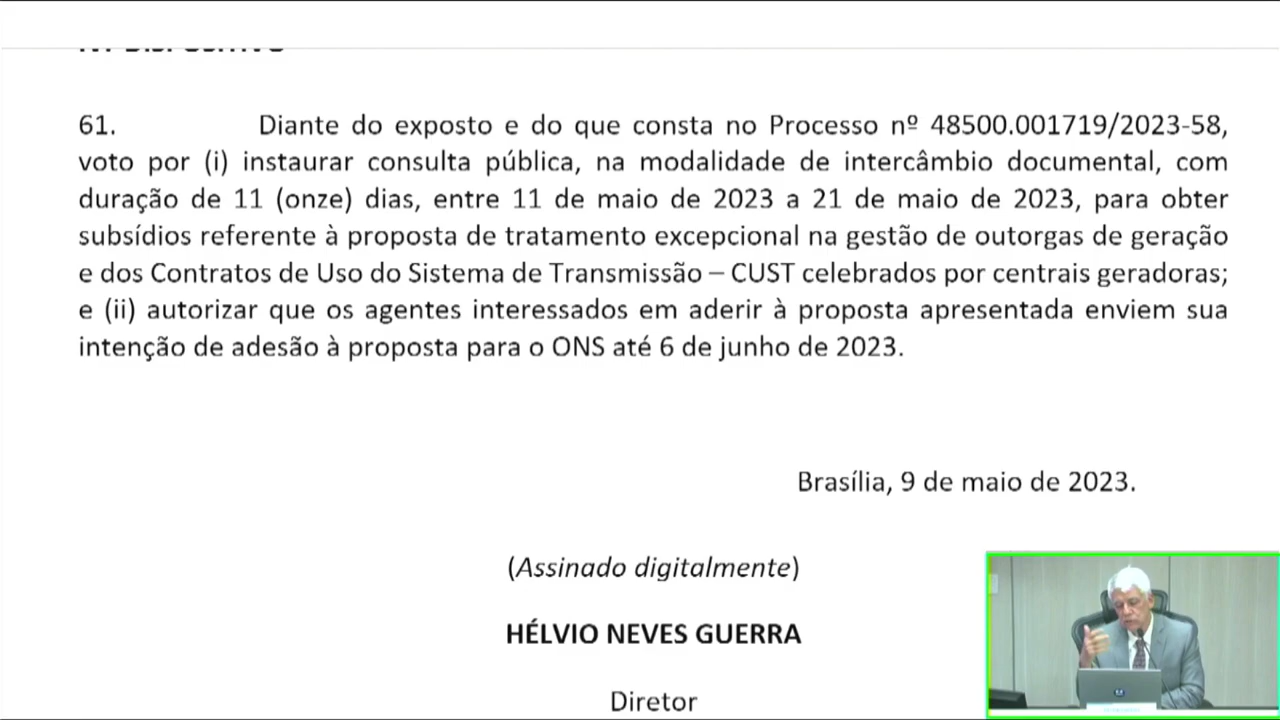 IV. DISPOSITIVO
61. Diante do exposto e do que consta no Processo nº 48500.001719/2023-58,
voto por (i) instaurar consulta pública, na modalidade de intercâmbio documental, com
duração de 11 (onze) dias, entre 11 de maio de 2023 a 21 de maio de 2023, para obter
subsídios referente à proposta de tratamento excepcional na gestão de outorgas de geração
e dos Contratos de Uso do Sistema de Transmissão – CUST celebrados por centrais geradoras;
e (ii) autorizar que os agentes interessados em aderir à proposta apresentada enviem sua
intenção de adesão à proposta para o ONS até 6 de junho de 2023.
Brasília, 9 de maio de 2023.
(Assinado digitalmente)
HÉLVIO NEVES GUERRA
Diretor